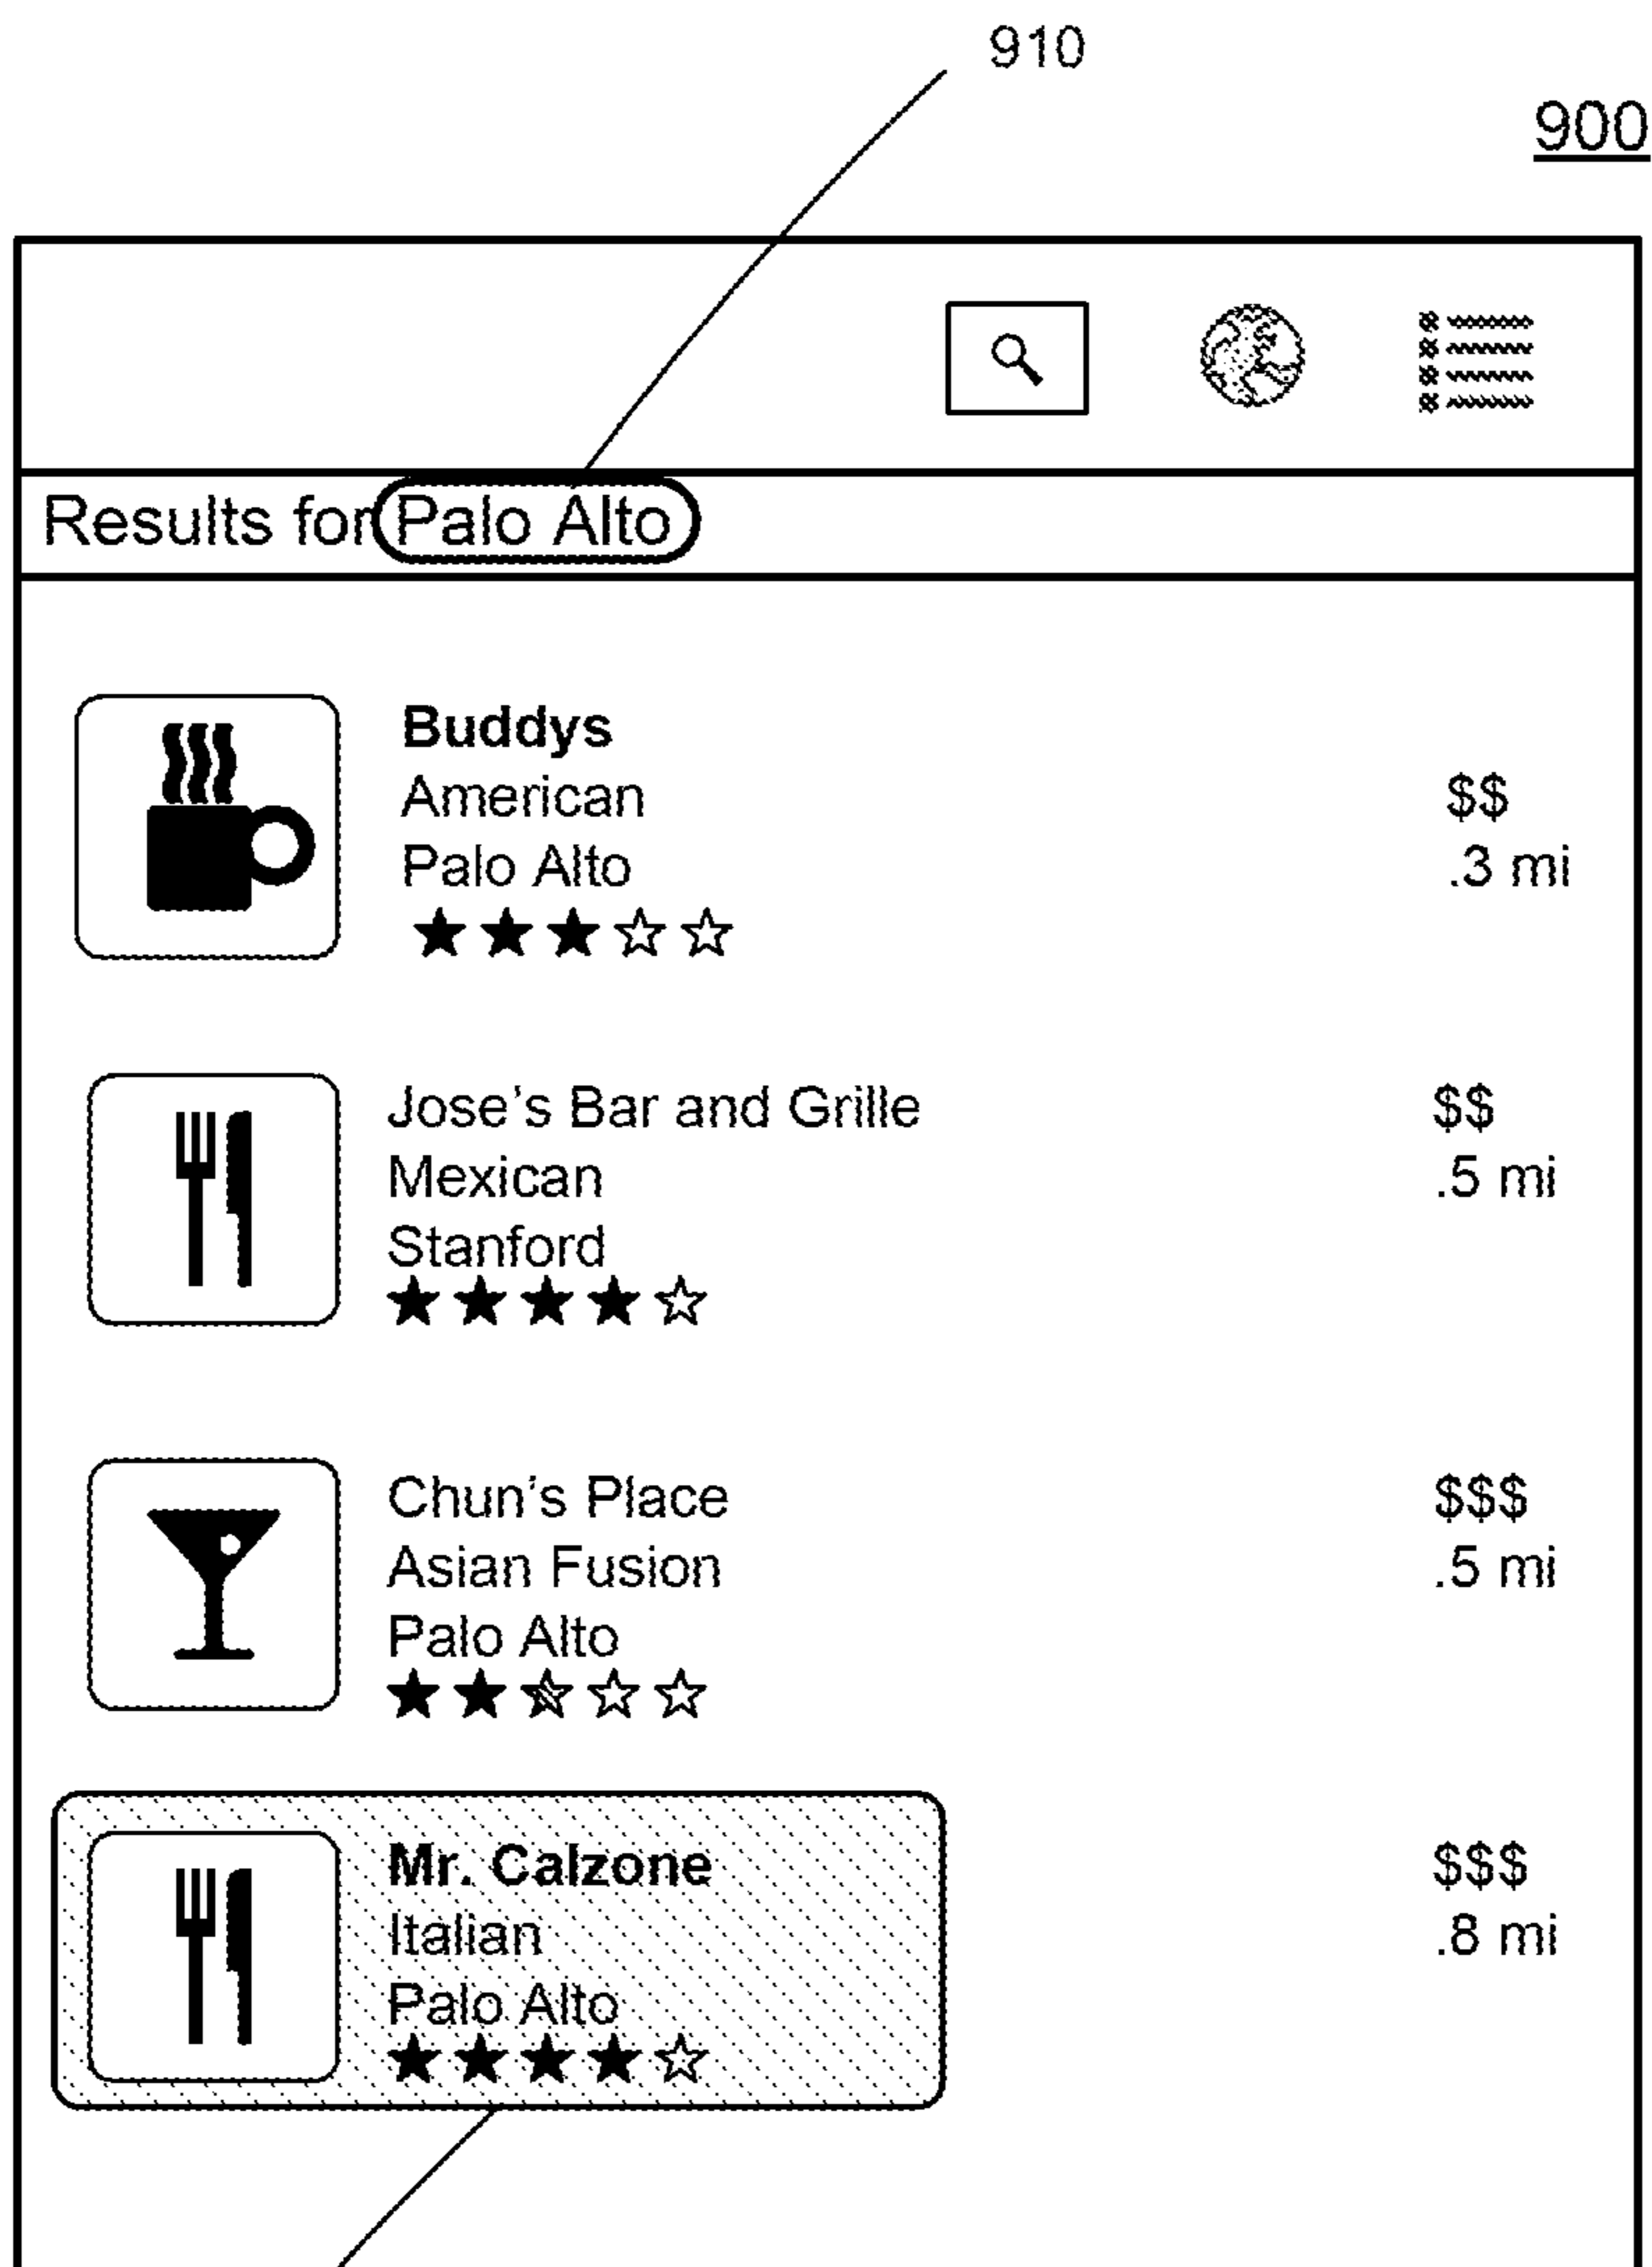 910
900
Results for Palo Alto
Buddys
American
$$
Palo Alto
.3 mi
Jose's Bar and Grille
$$
Mexican
.5 mi
Stanford
Chun's Place
$$$
Asian Fusion
.5 mi
Palo Alto
Mr. Calzone
$$$
Italian
.8 mi
Palo Alto